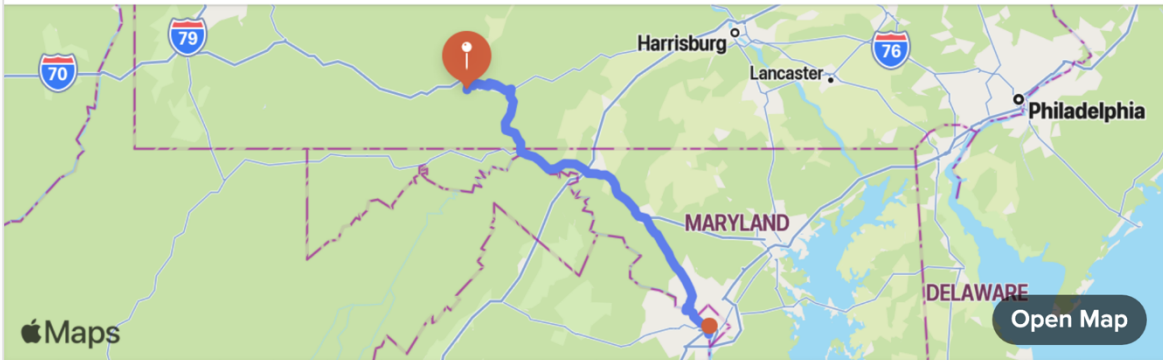 79
70
Harrisburg
76
Lancaster
Philadelphia
MARYLAND
DELAWARE
Maps
Open Map